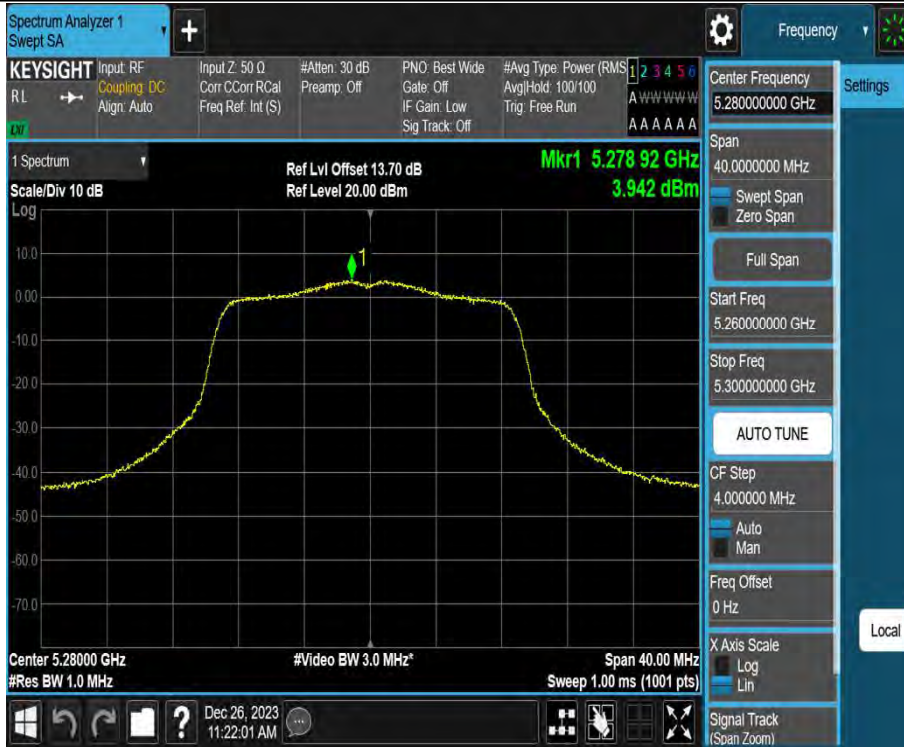 Spectrum Analyzer 1
Swept SA
+
Frequency
KEYSIGHT
R L
LXI
Input: RF
Coupling: DC
Align: Auto
Input Z: 50 Ω
Corr CCorr RCal
Freq Ref: Int (S)
#Atten: 30 dB
Preamp: Off
PNO: Best Wide
Gate: Off
IF Gain: Low
Sig Track: Off
#Avg Type: Power (RMS
Avg|Hold: 100/100
Trig: Free Run
1 2 3 4 5 6
A W W W W W
A A A A A A
1 Spectrum
Scale/Div 10 dB
Log
Ref Lvl Offset 13.70 dB
Ref Level 20.00 dBm
Mkr1 5.278 92 GHz
3.942 dBm
1
10.0
0.00
-10.0
-20.0
-30.0
-40.0
-50.0
-60.0
-70.0
Center 5.28000 GHz
#Res BW 1.0 MHz
#Video BW 3.0 MHz*
Span 40.00 MHz
Sweep 1.00 ms (1001 pts)
?
Dec 26, 2023
11:22:01 AM
Center Frequency
5.280000000 GHz
Span
40.0000000 MHz
Swept Span
Zero Span
Full Span
Start Freq
5.260000000 GHz
Stop Freq
5.300000000 GHz
AUTO TUNE
CF Step
4.000000 MHz
Auto
Man
Freq Offset
0 Hz
X Axis Scale
Log
Lin
Signal Track
(Span Zoom)
Settings
Local